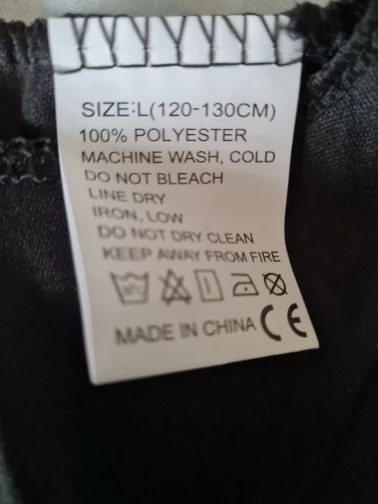 SIZE:L(120-130CM)
100% POLYESTER
MACHINE WASH, COLD
DO NOT BLEACH
LINE DRY
IRON, LOW
DO NOT DRY CLEAN
KEEP AWAY FROM FIRE
MADE IN CHINA CE